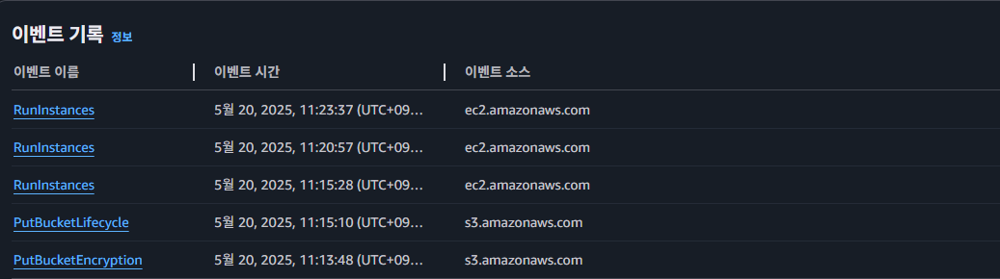 이벤트 기록 정보
이벤트 이름 이벤트 시간 이벤트 소스
RunInstances 5월 20, 2025, 11:23:37 (UTC+09... ec2.amazonaws.com
RunInstances 5월 20, 2025, 11:20:57 (UTC+09... ec2.amazonaws.com
RunInstances 5월 20, 2025, 11:15:28 (UTC+09... ec2.amazonaws.com
PutBucketLifecycle 5월 20, 2025, 11:15:10 (UTC+09... s3.amazonaws.com
PutBucketEncryption 5월 20, 2025, 11:13:48 (UTC+09... s3.amazonaws.com